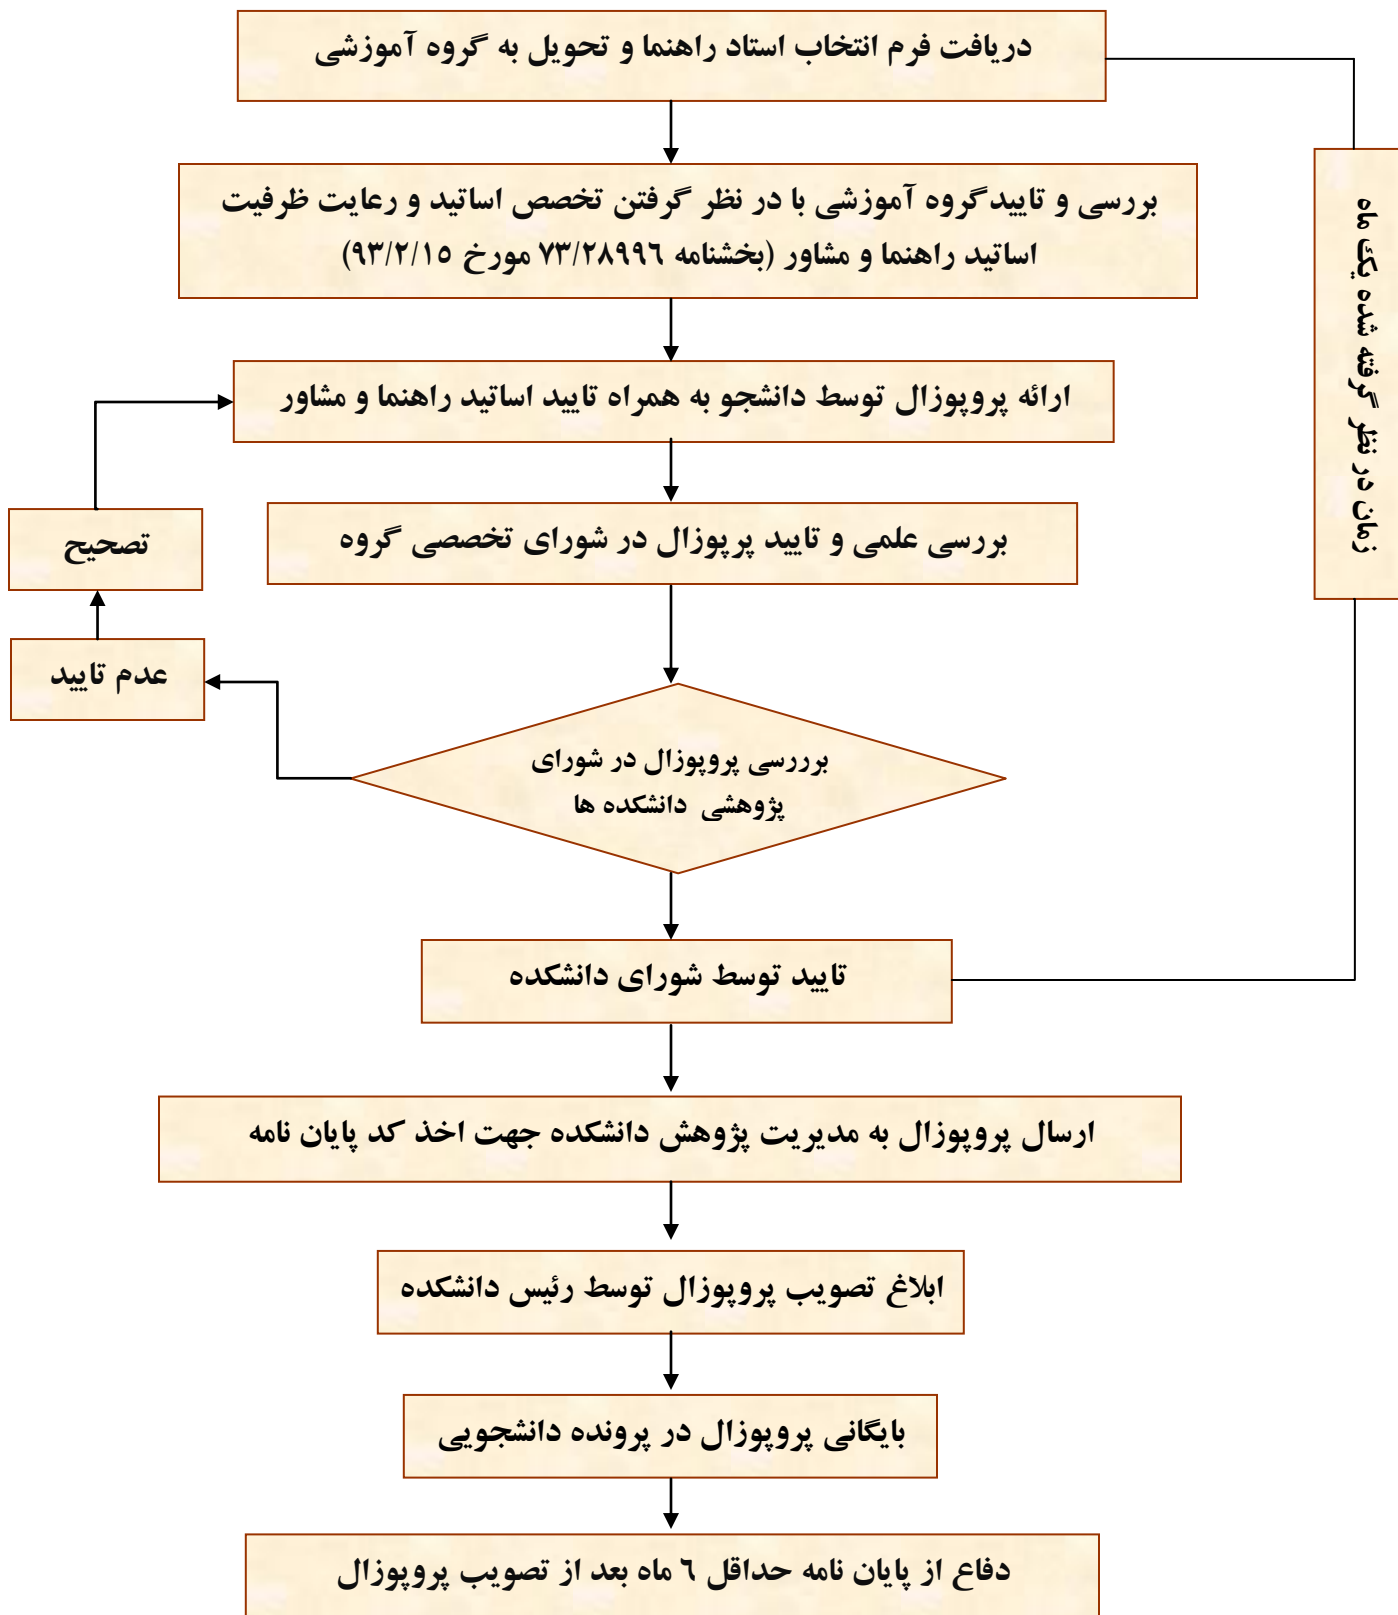 دریافت فرم انتخاب استاد راهنما و تحویل به گروه آموزشی
بررسی و تایید گروه آموزشی با در نظر گرفتن تخصص اساتید و رعایت ظرفیت
اساتید راهنما و مشاور (بخشنامه ۷۳/۲۸۹۹۶ مورخ ۹۳/۲/۱۵)
زمان در نظر گرفته شده یک ماه
ارائه پروپوزال توسط دانشجو به همراه تایید اساتید راهنما و مشاور
بررسی علمی و تایید پرپوزال در شورای تخصصی گروه
تصحیح
عدم تایید
برررسی پروپوزال در شورای
پژوهشی دانشکده ها
تایید توسط شورای دانشکده
ارسال پروپوزال به مدیریت پژوهش دانشکده جهت اخذ کد پایان نامه
ابلاغ تصویب پروپوزال توسط رئیس دانشکده
بایگانی پروپوزال در پرونده دانشجویی
دفاع از پایان نامه حداقل ۶ ماه بعد از تصویب پروپوزال